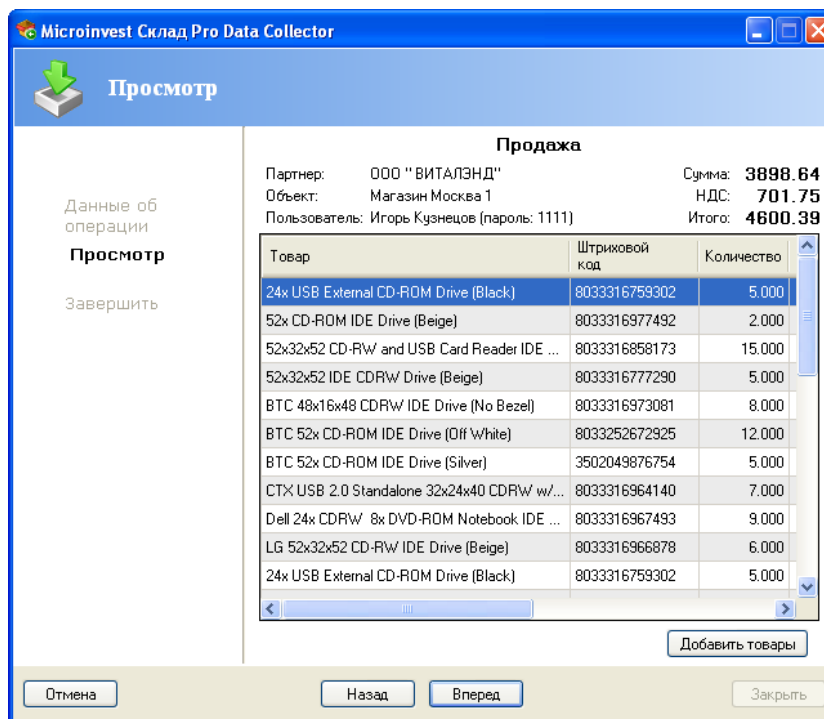 Microinvest Склад Pro Data Collector
Просмотр
Данные об
операции
Просмотр
Завершить
Продажа
Партнер: ООО "ВИТАЛЭНД" Сумма: 3898.64
Объект: Магазин Москва 1 НДС: 701.75
Пользователь: Игорь Кузнецов (пароль: 1111) Итого: 4600.39
Товар Штриховой код Количество
24x USB External CD-ROM Drive (Black) 8033316759302 5.000
52x CD-ROM IDE Drive (Beige) 8033316977492 2.000
52x32x52 CD-RW and USB Card Reader IDE ... 8033316858173 15.000
52x32x52 IDE CDRW Drive (Beige) 8033316777290 5.000
BTC 48x16x48 CDRW IDE Drive (No Bezel) 8033316973081 8.000
BTC 52x CD-ROM IDE Drive (Off White) 8033252672925 12.000
BTC 52x CD-ROM IDE Drive (Silver) 3502049876754 5.000
CTX USB 2.0 Standalone 32x24x40 CDRW w/... 8033316964140 7.000
Dell 24x CDRW 8x DVD-ROM Notebook IDE ... 8033316967493 9.000
LG 52x32x52 CD-RW IDE Drive (Beige) 8033316966878 6.000
24x USB External CD-ROM Drive (Black) 8033316759302 5.000
Добавить товары
Отмена Назад Вперед Закрыть